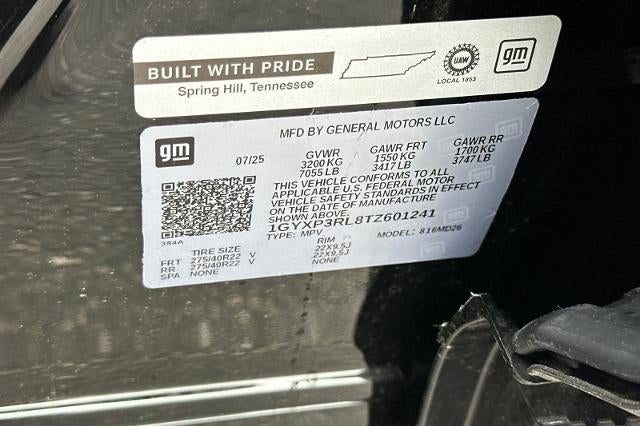 BUILT WITH PRIDE
Spring Hill, Tennessee
UAW
LOCAL 1853
gm
MFD BY GENERAL MOTORS LLC
gm
07/25
GVWR GAWR FRT GAWR RR
3200 KG 1550 KG 1700 KG
7055 LB 3417 LB 3747 LB
THIS VEHICLE CONFORMS TO ALL
APPLICABLE U.S. FEDERAL MOTOR
VEHICLE SAFETY STANDARDS IN EFFECT
ON THE DATE OF MANUFACTURE
SHOWN ABOVE.
1GYXP3RL8TZ601241
TYPE: MPV MODEL: 816MD26
384A
TIRE SIZE RIM
FRT 275/40R22 V 22X9.5J
RR 275/40R22 V 22X9.5J
SPA NONE NONE